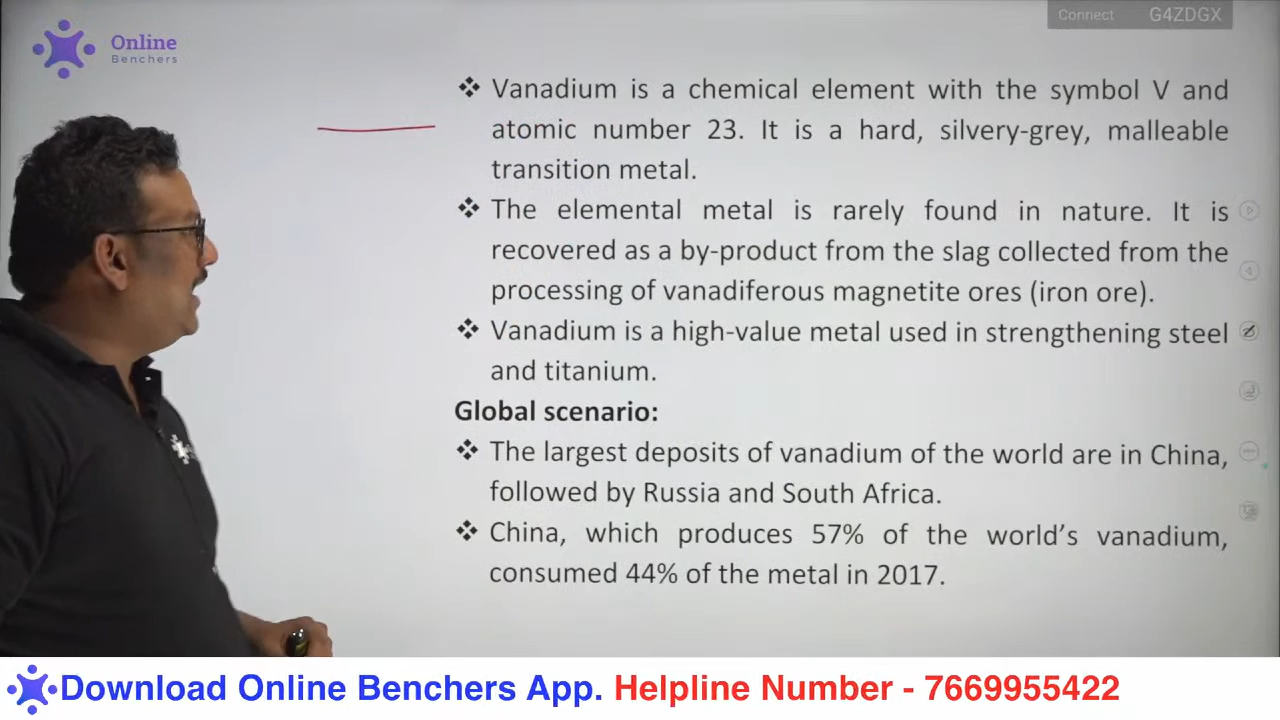 Connect G4ZDGX
Online
Benchers
❖ Vanadium is a chemical element with the symbol V and
atomic number 23. It is a hard, silvery-grey, malleable
transition metal.
❖ The elemental metal is rarely found in nature. It is
recovered as a by-product from the slag collected from the
processing of vanadiferous magnetite ores (iron ore).
❖ Vanadium is a high-value metal used in strengthening steel
and titanium.
Global scenario:
❖ The largest deposits of vanadium of the world are in China,
followed by Russia and South Africa.
❖ China, which produces 57% of the world’s vanadium,
consumed 44% of the metal in 2017.
Download Online Benchers App. Helpline Number - 7669955422